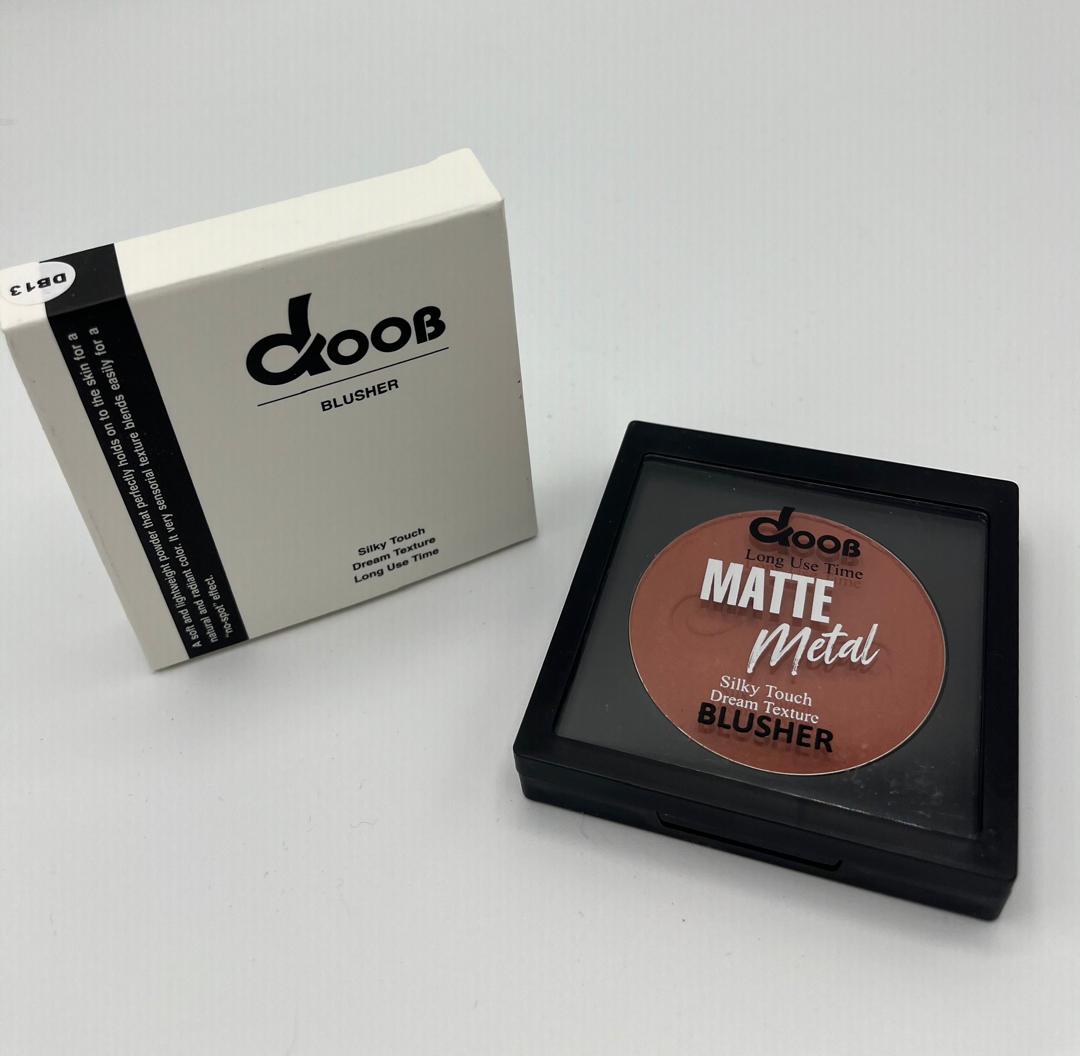 DB13
A soft and lightweight powder that perfectly holds on to the skin for a
natural and radiant color. It very sensorial texture blends easily for a
"no-spot" effect.
dOOB
BLUSHER
Silky Touch
Dream Texture
Long Use Time
dOOB
Long Use Time
MATTE
Metal
Silky Touch
Dream Texture
BLUSHER